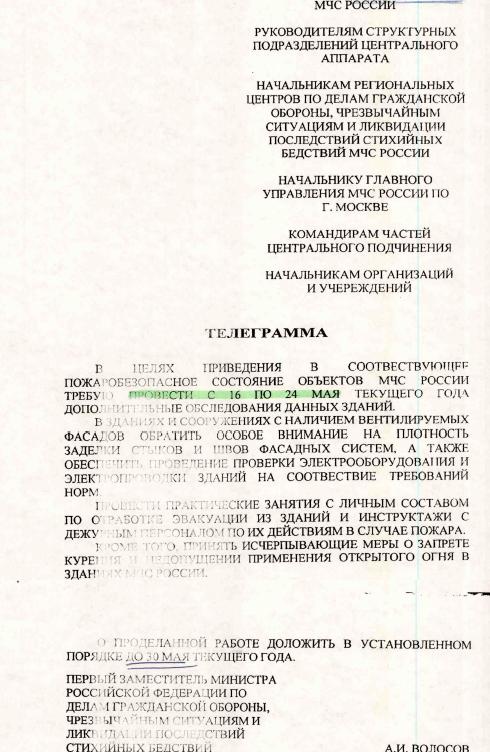 МЧС РОССИИ
РУКОВОДИТЕЛЯМ СТРУКТУРНЫХ
ПОДРАЗДЕЛЕНИЙ ЦЕНТРАЛЬНОГО
АППАРАТА
НАЧАЛЬНИКАМ РЕГИОНАЛЬНЫХ
ЦЕНТРОВ ПО ДЕЛАМ ГРАЖДАНСКОЙ
ОБОРОНЫ, ЧРЕЗВЫЧАЙНЫМ
СИТУАЦИЯМ И ЛИКВИДАЦИИ
ПОСЛЕДСТВИЙ СТИХИЙНЫХ
БЕДСТВИЙ МЧС РОССИИ
НАЧАЛЬНИКУ ГЛАВНОГО
УПРАВЛЕНИЯ МЧС РОССИИ ПО
Г. МОСКВЕ
КОМАНДИРАМ ЧАСТЕЙ
ЦЕНТРАЛЬНОГО ПОДЧИНЕНИЯ
НАЧАЛЬНИКАМ ОРГАНИЗАЦИЙ
И УЧЕРЕЖДЕНИЙ
ТЕЛЕГРАММА
В ЦЕЛЯХ ПРИВЕДЕНИЯ В СООТВЕСТВУЮЩЕЕ
ПОЖАРОБЕЗОПАСНОЕ СОСТОЯНИЕ ОБЪЕКТОВ МЧС РОССИИ
ТРЕБУЮ ПРОВЕСТИ С 16 ПО 24 МАЯ ТЕКУЩЕГО ГОДА
ДОПОЛНИТЕЛЬНЫЕ ОБСЛЕДОВАНИЯ ДАННЫХ ЗДАНИЙ.
В ЗДАНИЯХ И СООРУЖЕНИЯХ С НАЛИЧИЕМ ВЕНТИЛИРУЕМЫХ
ФАСАДОВ ОБРАТИТЬ ОСОБОЕ ВНИМАНИЕ НА ПЛОТНОСТЬ
ЗАДЕЛКИ СТЫКОВ И ШВОВ ФАСАДНЫХ СИСТЕМ, А ТАКЖЕ
ОБЕСПЕЧИТЬ ПРОВЕДЕНИЕ ПРОВЕРКИ ЭЛЕКТРООБОРУДОВАНИЯ И
ЭЛЕКТРОПРОВОДКИ ЗДАНИЙ НА СООТВЕСТВИЕ ТРЕБОВАНИЙ
НОРМ.
ПРОВЕСТИ ПРАКТИЧЕСКИЕ ЗАНЯТИЯ С ЛИЧНЫМ СОСТАВОМ
ПО ОТРАБОТКЕ ЭВАКУАЦИИ ИЗ ЗДАНИЙ И ИНСТРУКТАЖИ С
ДЕЖУРНЫМ ПЕРСОНАЛОМ ПО ИХ ДЕЙСТВИЯМ В СЛУЧАЕ ПОЖАРА.
КРОМЕ ТОГО, ПРИНЯТЬ ИСЧЕРПЫВАЮЩИЕ МЕРЫ О ЗАПРЕТЕ
КУРЕНИЯ И НЕДОПУЩЕНИИ ПРИМЕНЕНИЯ ОТКРЫТОГО ОГНЯ В
ЗДАНИЯХ МЧС РОССИИ.
О ПРОДЕЛАННОЙ РАБОТЕ ДОЛОЖИТЬ В УСТАНОВЛЕННОМ
ПОРЯДКЕ ДО 30 МАЯ ТЕКУЩЕГО ГОДА.
ПЕРВЫЙ ЗАМЕСТИТЕЛЬ МИНИСТРА
РОССИЙСКОЙ ФЕДЕРАЦИИ ПО
ДЕЛАМ ГРАЖДАНСКОЙ ОБОРОНЫ,
ЧРЕЗВЫЧАЙНЫМ СИТУАЦИЯМ И
ЛИКВИДАЦИИ ПОСЛЕДСТВИЙ
СТИХИЙНЫХ БЕДСТВИЙ А.И. ВОЛОСОВ